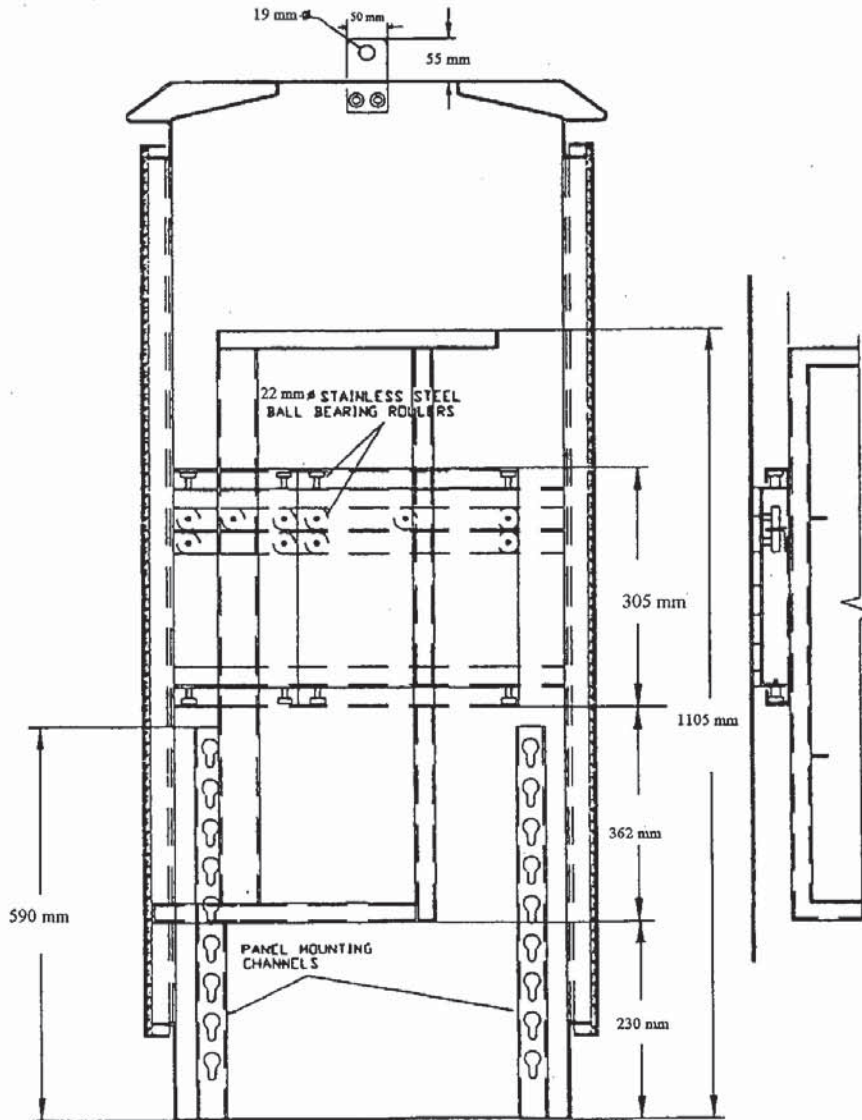 19 mm ø
50 mm
55 mm
22 mm ø STAINLESS STEEL
BALL BEARING ROLLERS
305 mm
1105 mm
362 mm
590 mm
PANEL MOUNTING
CHANNELS
230 mm